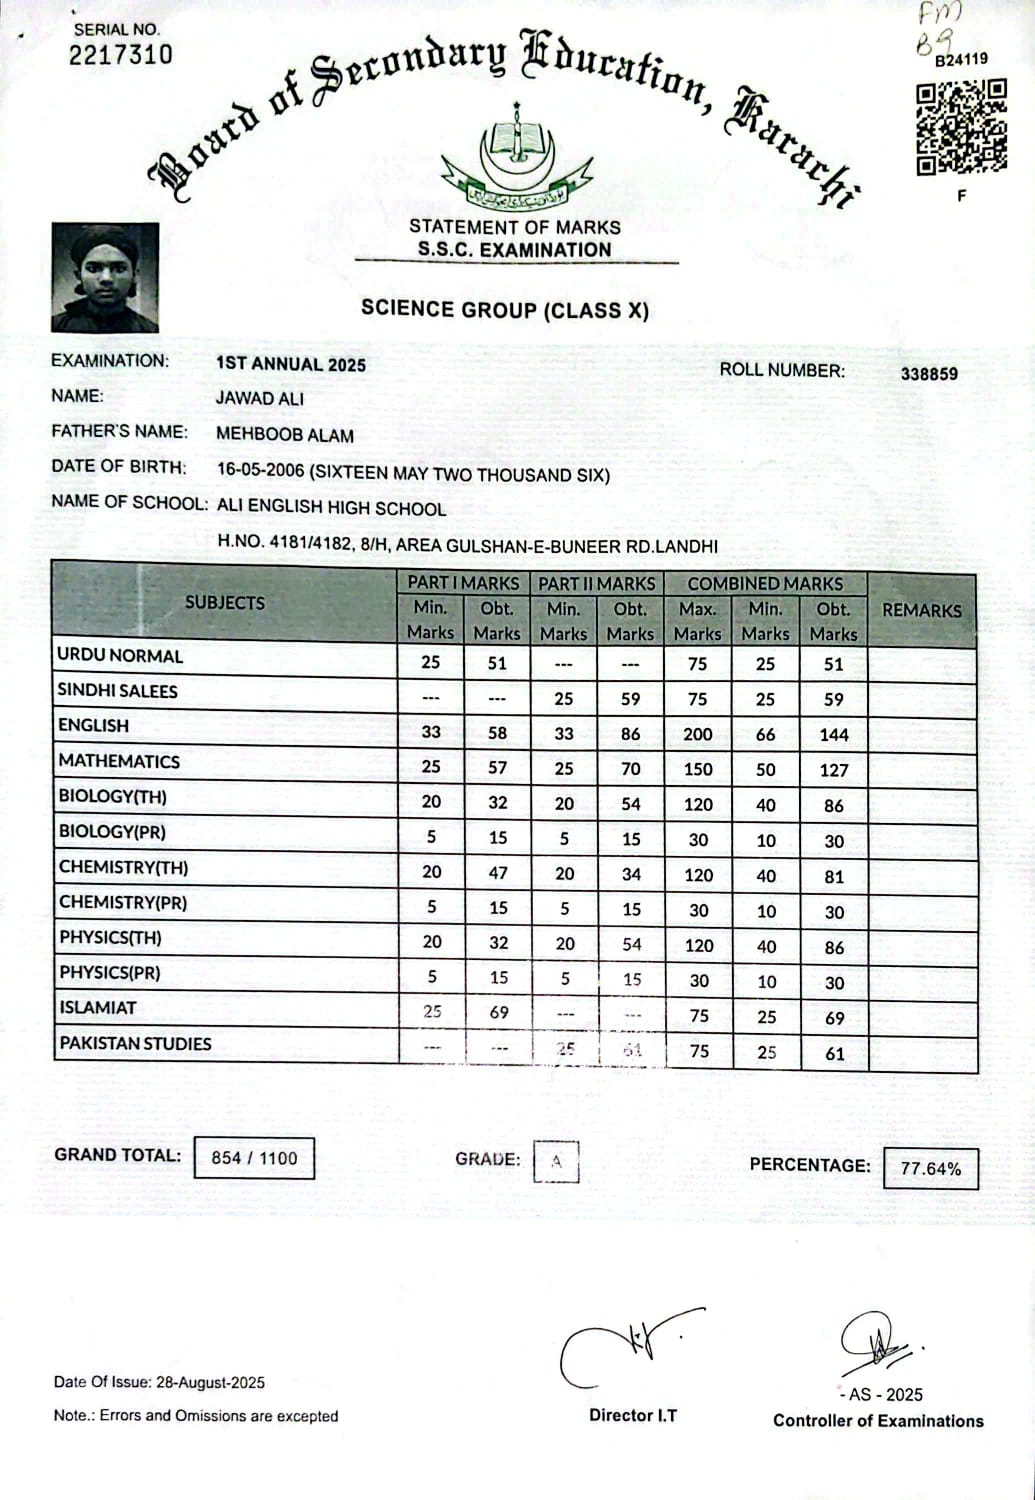 SERIAL NO.
2217310
FM
B9
B24119
Board of Secondary Education, Karachi
F
STATEMENT OF MARKS
S.S.C. EXAMINATION
SCIENCE GROUP (CLASS X)
EXAMINATION: 1ST ANNUAL 2025 ROLL NUMBER: 338859
NAME: JAWAD ALI
FATHER'S NAME: MEHBOOB ALAM
DATE OF BIRTH: 16-05-2006 (SIXTEEN MAY TWO THOUSAND SIX)
NAME OF SCHOOL: ALI ENGLISH HIGH SCHOOL
H.NO. 4181/4182, 8/H, AREA GULSHAN-E-BUNEER RD.LANDHI
SUBJECTS PART I MARKS PART II MARKS COMBINED MARKS REMARKS
Min. Marks Obt. Marks Min. Marks Obt. Marks Max. Marks Min. Marks Obt. Marks
URDU NORMAL 25 51 --- --- 75 25 51
SINDHI SALEES --- --- 25 59 75 25 59
ENGLISH 33 58 33 86 200 66 144
MATHEMATICS 25 57 25 70 150 50 127
BIOLOGY(TH) 20 32 20 54 120 40 86
BIOLOGY(PR) 5 15 5 15 30 10 30
CHEMISTRY(TH) 20 47 20 34 120 40 81
CHEMISTRY(PR) 5 15 5 15 30 10 30
PHYSICS(TH) 20 32 20 54 120 40 86
PHYSICS(PR) 5 15 5 15 30 10 30
ISLAMIAT 25 69 --- --- 75 25 69
PAKISTAN STUDIES --- --- 25 61 75 25 61
GRAND TOTAL: 854 / 1100 GRADE: A PERCENTAGE: 77.64%
Date Of Issue: 28-August-2025
- AS - 2025
Note.: Errors and Omissions are excepted
Director I.T
Controller of Examinations